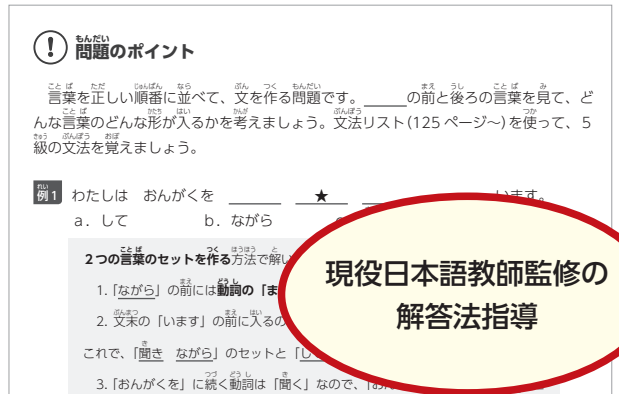 ! 問題のポイント
言葉を正しい順番に並べて、文を作る問題です。_____の前と後ろの言葉を見て、ど
んな言葉のどんな形が入るかを考えましょう。文法リスト(125 ページ~)を使って、5
級の文法を覚えましょう。
例1 わたしは おんがくを ______ ★ います。
a. して b. ながら
2つの言葉のセットを作る方法で解い
1. 「ながら」の前には動詞の「ま
2. 文末の「います」の前に入るの
これで、「聞き ながら」のセットと「し
3. 「おんがくを」に続く動詞は「聞く」なので、「お
現役日本語教師監修の
解答法指導